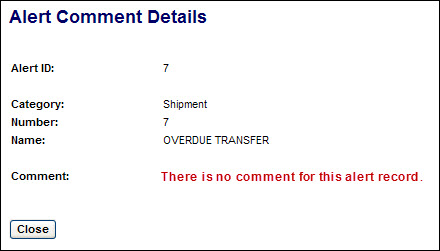 Alert Comment Details
Alert ID: 7
Category: Shipment
Number: 7
Name: OVERDUE TRANSFER
Comment: There is no comment for this alert record.
Close